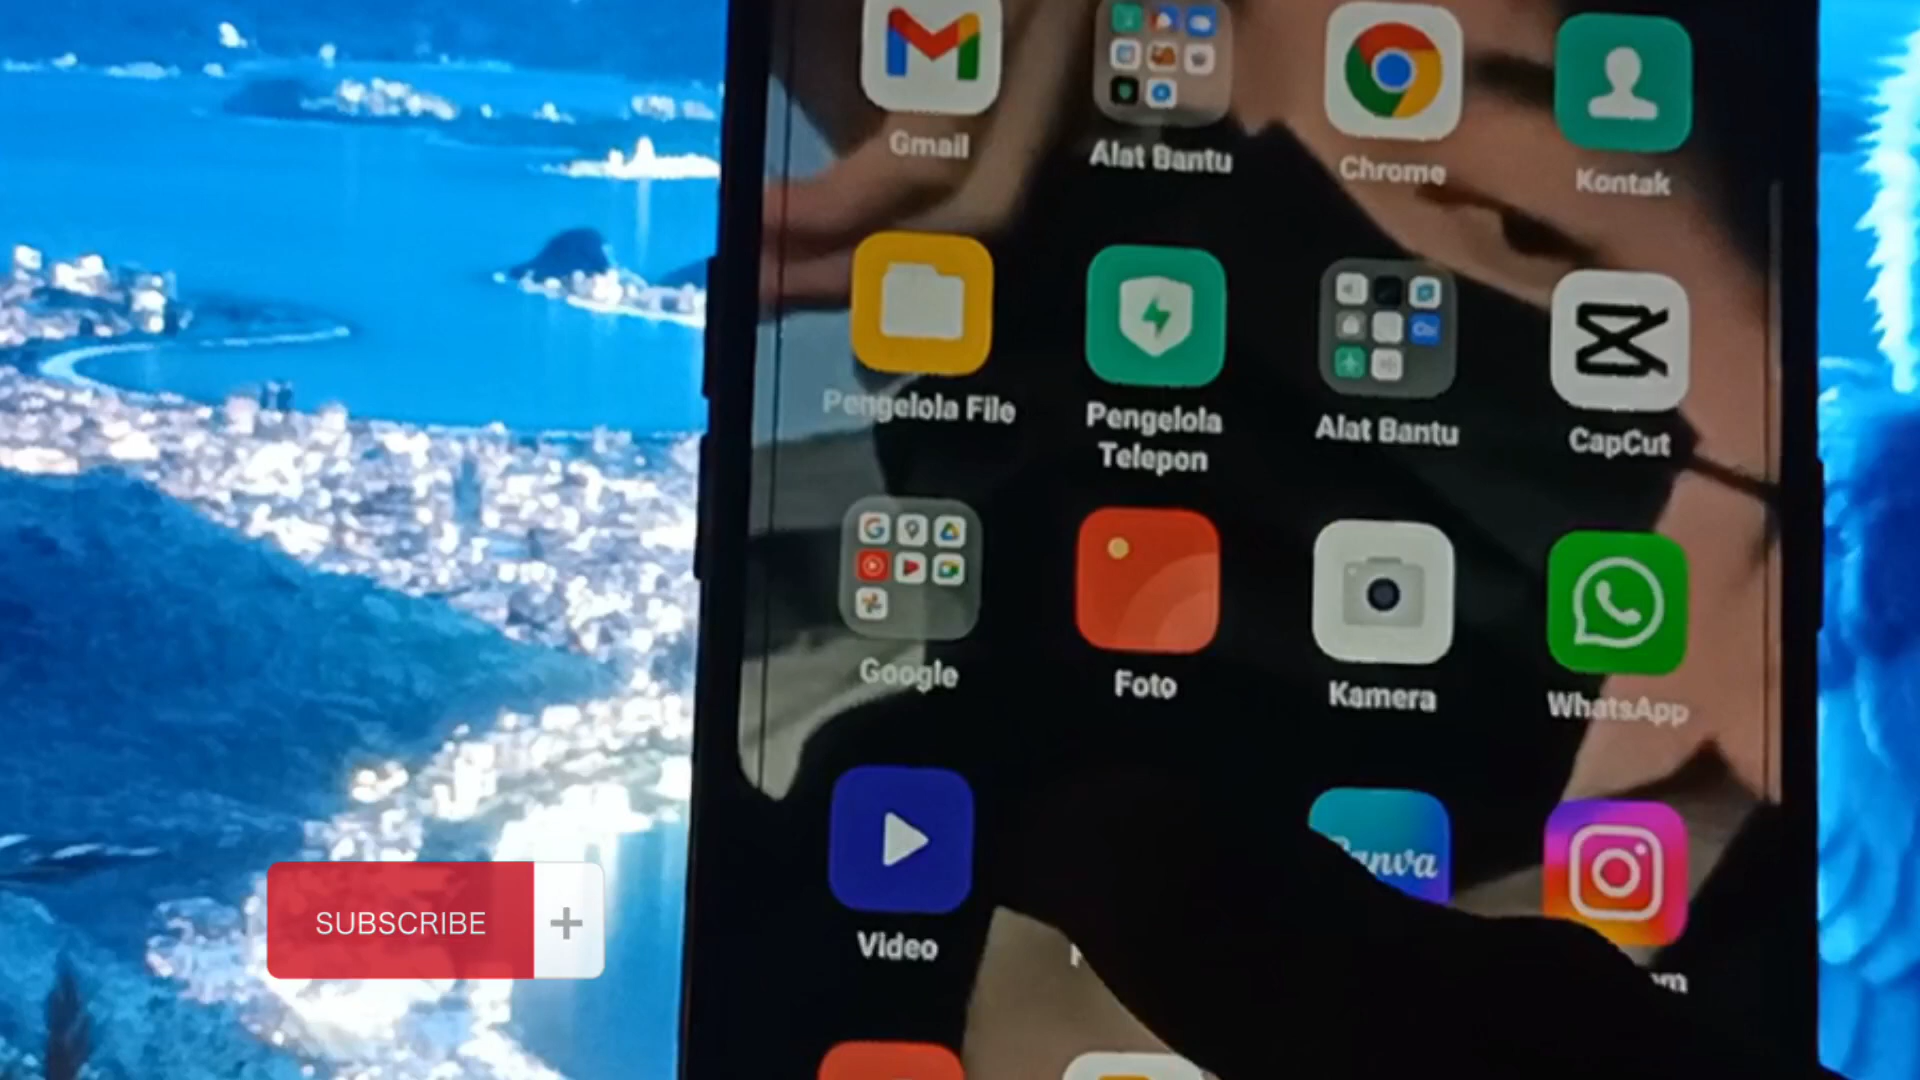 Gmail
Alat Bantu
Chrome
Kontak
Pengelola File
Pengelola
Telepon
Alat Bantu
CapCut
Google
Foto
Kamera
WhatsApp
Video
SUBSCRIBE